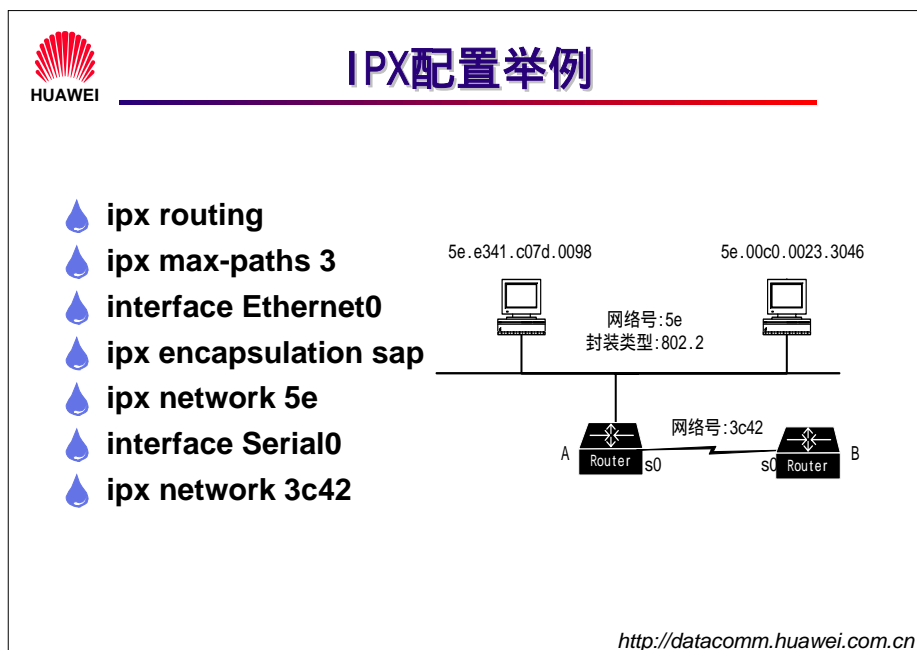 HUAWEI
IPX配置举例
ipx routing
ipx max-paths 3
interface Ethernet0
ipx encapsulation sap
ipx network 5e
interface Serial0
ipx network 3c42
5e.e341.c07d.0098
5e.00c0.0023.3046
网络号:5e
封装类型:802.2
网络号:3c42
A
Router
s0
s0
Router
B
http://datacomm.huawei.com.cn